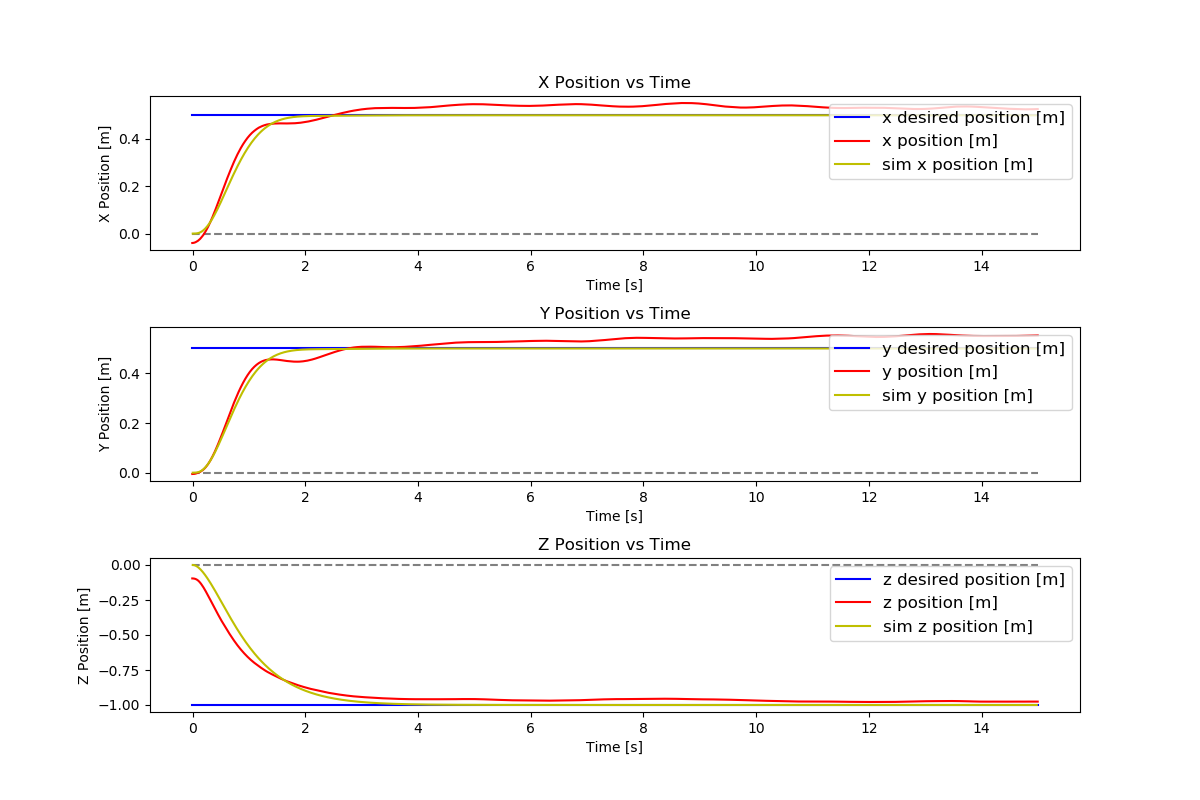 X Position vs Time
X Position [m]
0.4
0.2
0.0
x desired position [m]
x position [m]
sim x position [m]
0 2 4 6 8 10 12 14
Time [s]
Y Position vs Time
Y Position [m]
0.4
0.2
0.0
y desired position [m]
y position [m]
sim y position [m]
0 2 4 6 8 10 12 14
Time [s]
Z Position vs Time
Z Position [m]
0.00
−0.25
−0.50
−0.75
−1.00
z desired position [m]
z position [m]
sim z position [m]
0 2 4 6 8 10 12 14
Time [s]